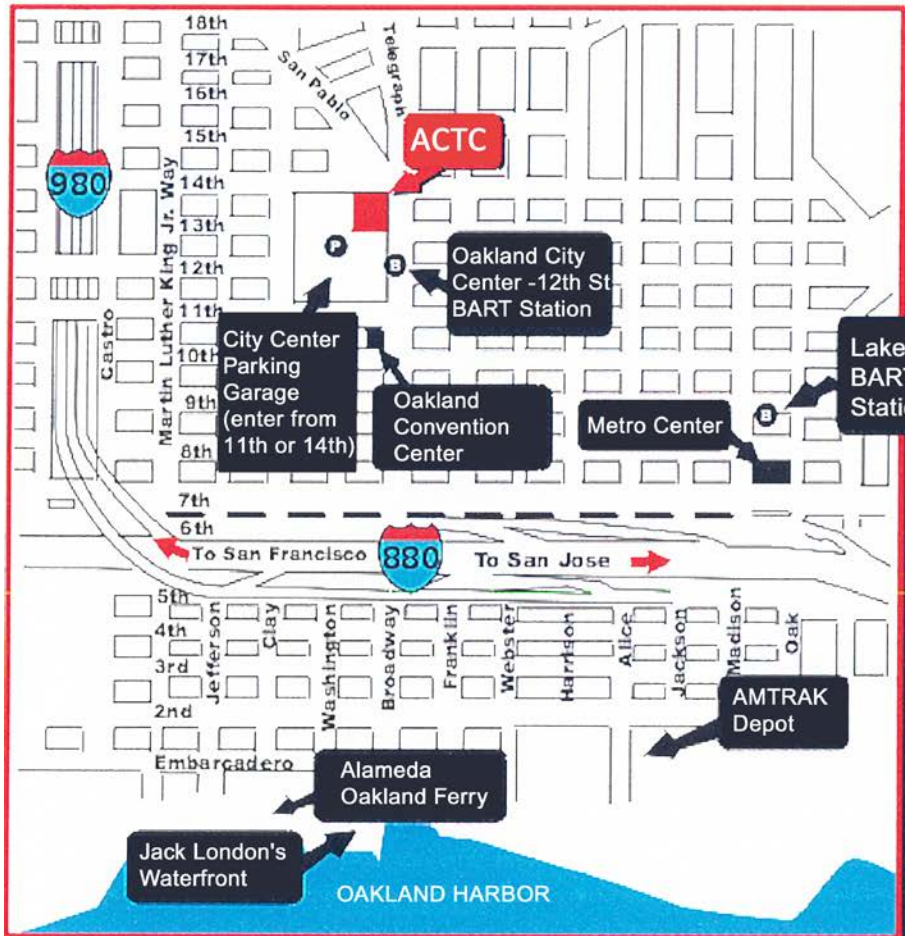 18th
17th
16th
15th
14th
13th
12th
11th
10th
9th
8th
7th
6th
5th
4th
3rd
2nd
Embarcadero
San Pablo
Telegraph
ACTC
980
Martin Luther King Jr. Way
Castro
P
B
Oakland City
Center -12th St
BART Station
City Center
Parking
Garage
(enter from
11th or 14th)
Oakland
Convention
Center
Metro Center
B
Lake
BART
Statio
To San Francisco
880
To San Jose
Jefferson
Clay
Washington
Broadway
Franklin
Webster
Harrison
Alice
Jackson
Madison
Oak
AMTRAK
Depot
Alameda
Oakland Ferry
Jack London's
Waterfront
OAKLAND HARBOR